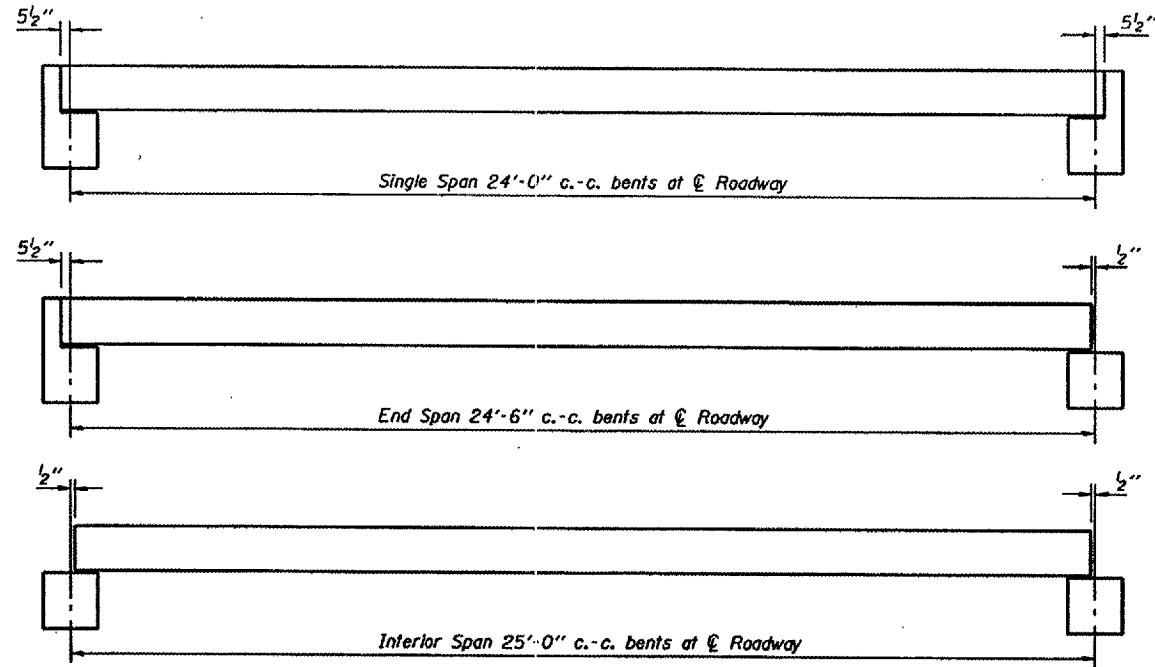 5½" 5½"
Single Span 24'-0" c.-c. bents at ℄ Roadway
5½" ½"
End Span 24'-6" c.-c. bents at ℄ Roadway
½" ½"
Interior Span 25'-0" c.-c. bents at ℄ Roadway